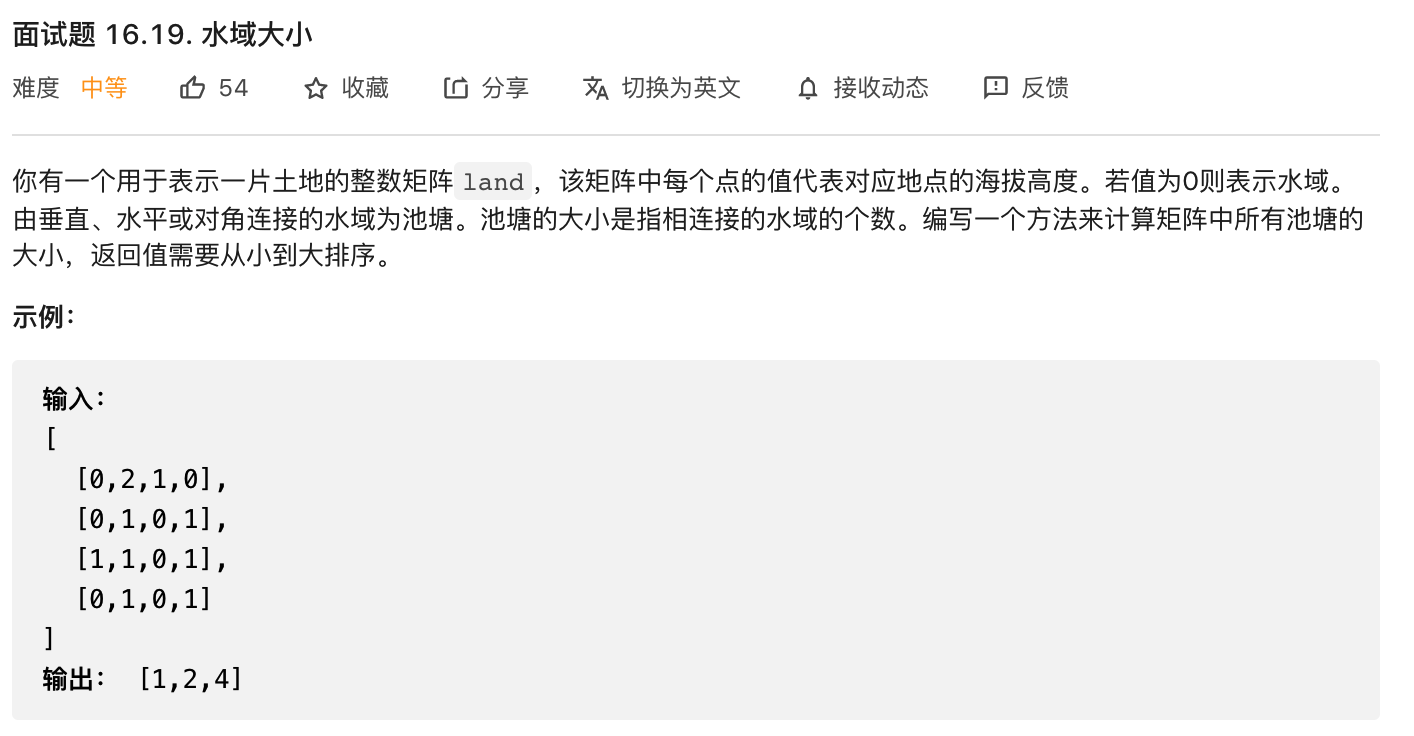 面试题 16.19. 水域大小
难度 中等 54 收藏 分享 切换为英文 接收动态 反馈
你有一个用于表示一片土地的整数矩阵land，该矩阵中每个点的值代表对应地点的海拔高度。若值为0则表示水域。
由垂直、水平或对角连接的水域为池塘。池塘的大小是指相连接的水域的个数。编写一个方法来计算矩阵中所有池塘的
大小，返回值需要从小到大排序。
示例：
输入：
[
[0,2,1,0],
[0,1,0,1],
[1,1,0,1],
[0,1,0,1]
]
输出： [1,2,4]